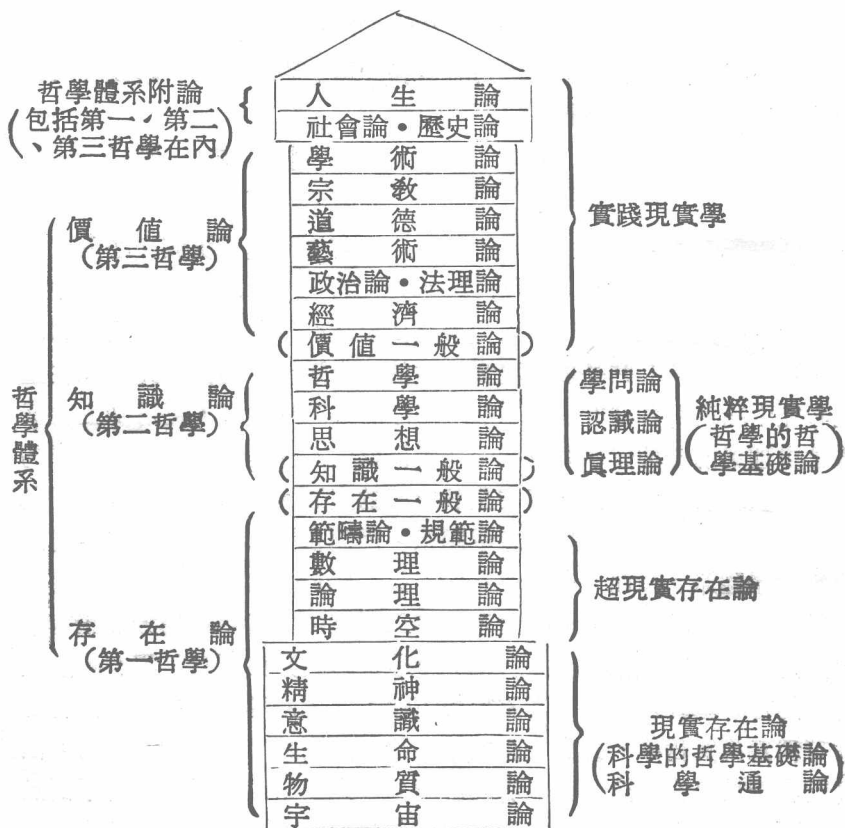 哲學體系附論
(包括第一、第二
、第三哲學在內)
哲學體系
價值論
(第三哲學)
知識論
(第二哲學)
存在論
(第一哲學)
人生論
社會論・歷史論
學術論
宗教論
道德論
藝術論
政治論・法理論
經濟論
(價值一般論)
哲學論
科學論
思想論
(知識一般論)
(存在一般論)
範疇論・規範論
數理論
論理論
時空論
文化論
精神論
意識論
生命論
物質論
宇宙論
實踐現實學
學問論
認識論
眞理論
純粹現實學
(哲學的哲
學基礎論)
超現實存在論
現實存在論
(科學的哲學基礎論
科學通論)